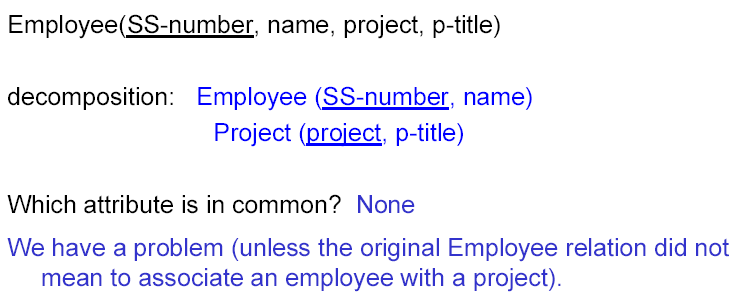 Employee(SS-number, name, project, p-title)
decomposition: Employee (SS-number, name)
Project (project, p-title)
Which attribute is in common? None
We have a problem (unless the original Employee relation did not
mean to associate an employee with a project).